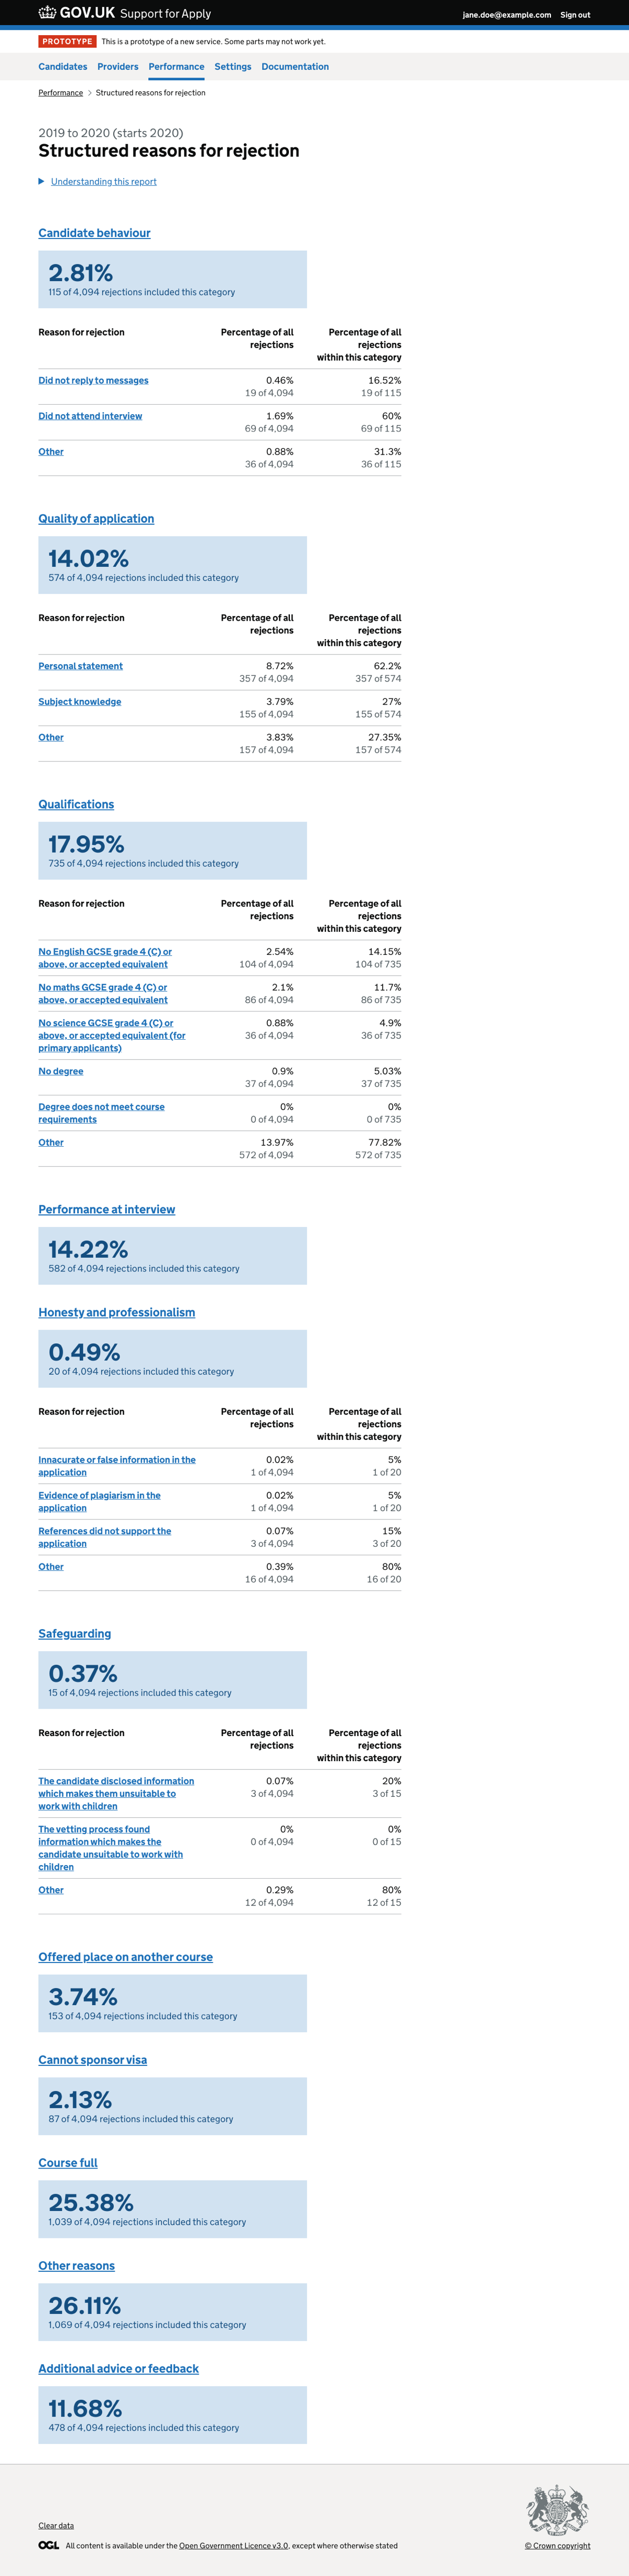 GOV.UK Support for Apply
jane.doe@example.com Sign out
PROTOTYPE This is a prototype of a new service. Some parts may not work yet.
Candidates Providers Performance Settings Documentation
Performance Structured reasons for rejection
2019 to 2020 (starts 2020)
Structured reasons for rejection
Understanding this report
Candidate behaviour
2.81%
115 of 4,094 rejections included this category
Reason for rejection Percentage of all Percentage of all
rejections rejections
within this category
Did not reply to messages 0.46% 16.52%
19 of 4,094 19 of 115
Did not attend interview 1.69% 60%
69 of 4,094 69 of 115
Other 0.88% 31.3%
36 of 4,094 36 of 115
Quality of application
14.02%
574 of 4,094 rejections included this category
Reason for rejection Percentage of all Percentage of all
rejections rejections
within this category
Personal statement 8.72% 62.2%
357 of 4,094 357 of 574
Subject knowledge 3.79% 27%
155 of 4,094 155 of 574
Other 3.83% 27.35%
157 of 4,094 157 of 574
Qualifications
17.95%
735 of 4,094 rejections included this category
Reason for rejection Percentage of all Percentage of all
rejections rejections
within this category
No English GCSE grade 4 (C) or 2.54% 14.15%
above, or accepted equivalent 104 of 4,094 104 of 735
No maths GCSE grade 4 (C) or 2.1% 11.7%
above, or accepted equivalent 86 of 4,094 86 of 735
No science GCSE grade 4 (C) or 0.88% 4.9%
above, or accepted equivalent (for 36 of 4,094 36 of 735
primary applicants)
No degree 0.9% 5.03%
37 of 4,094 37 of 735
Degree does not meet course 0% 0%
requirements 0 of 4,094 0 of 735
Other 13.97% 77.82%
572 of 4,094 572 of 735
Performance at interview
14.22%
582 of 4,094 rejections included this category
Honesty and professionalism
0.49%
20 of 4,094 rejections included this category
Reason for rejection Percentage of all Percentage of all
rejections rejections
within this category
Innacurate or false information in the 0.02% 5%
application 1 of 4,094 1 of 20
Evidence of plagiarism in the 0.02% 5%
application 1 of 4,094 1 of 20
References did not support the 0.07% 15%
application 3 of 4,094 3 of 20
Other 0.39% 80%
16 of 4,094 16 of 20
Safeguarding
0.37%
15 of 4,094 rejections included this category
Reason for rejection Percentage of all Percentage of all
rejections rejections
within this category
The candidate disclosed information 0.07% 20%
which makes them unsuitable to 3 of 4,094 3 of 15
work with children
The vetting process found 0% 0%
information which makes the 0 of 4,094 0 of 15
candidate unsuitable to work with
children
Other 0.29% 80%
12 of 4,094 12 of 15
Offered place on another course
3.74%
153 of 4,094 rejections included this category
Cannot sponsor visa
2.13%
87 of 4,094 rejections included this category
Course full
25.38%
1,039 of 4,094 rejections included this category
Other reasons
26.11%
1,069 of 4,094 rejections included this category
Additional advice or feedback
11.68%
478 of 4,094 rejections included this category
Clear data
OGL All content is available under the Open Government Licence v3.0, except where otherwise stated
© Crown copyright